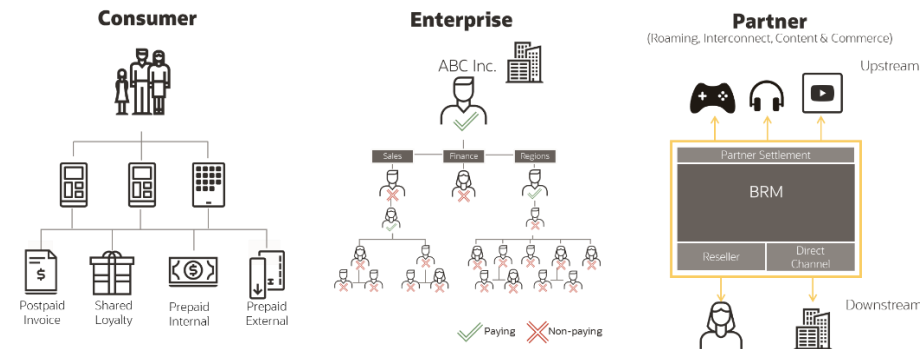 Consumer
Postpaid
Invoice
Shared
Loyalty
Prepaid
Internal
Prepaid
External
Enterprise
ABC Inc.
Sales
Finance
Regions
Paying
Non-paying
Partner
(Roaming, Interconnect, Content & Commerce)
Upstream
Partner Settlement
BRM
Reseller
Direct
Channel
Downstream